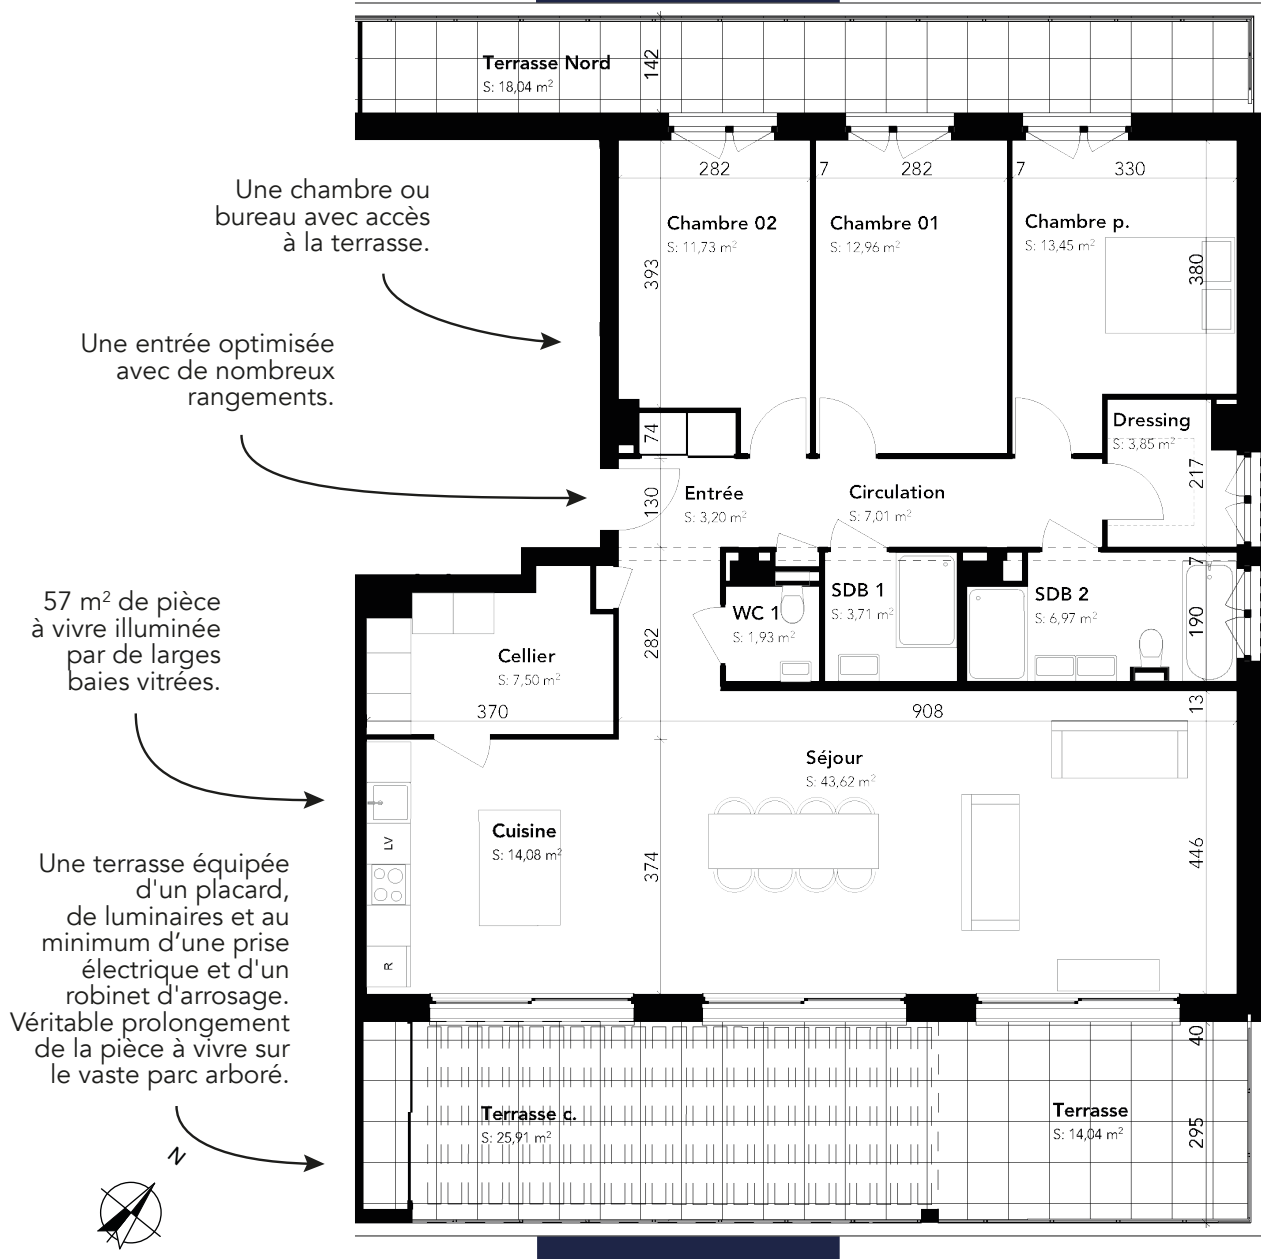 Terrasse Nord
S: 18,04 m²
142
282
7
282
7
330
Une chambre ou
bureau avec accès
à la terrasse.
Chambre 02
S: 11,73 m²
Chambre 01
S: 12,96 m²
Chambre p.
S: 13,45 m²
393
380
Une entrée optimisée
avec de nombreux
rangements.
74
Dressing
S: 3,85 m²
217
130
Entrée
S: 3,20 m²
Circulation
S: 7,01 m²
7
57 m² de pièce
à vivre illuminée
par de larges
baies vitrées.
WC 1
S: 1,93 m²
SDB 1
S: 3,71 m²
SDB 2
S: 6,97 m²
190
282
Cellier
S: 7,50 m²
370
908
13
Séjour
S: 43,62 m²
Cuisine
S: 14,08 m²
LV
R
374
446
Une terrasse équipée
d'un placard,
de luminaires et au
minimum d’une prise
électrique et d'un
robinet d'arrosage.
Véritable prolongement
de la pièce à vivre sur
le vaste parc arboré.
40
Terrasse c.
S: 25,91 m²
Terrasse
S: 14,04 m²
295
N